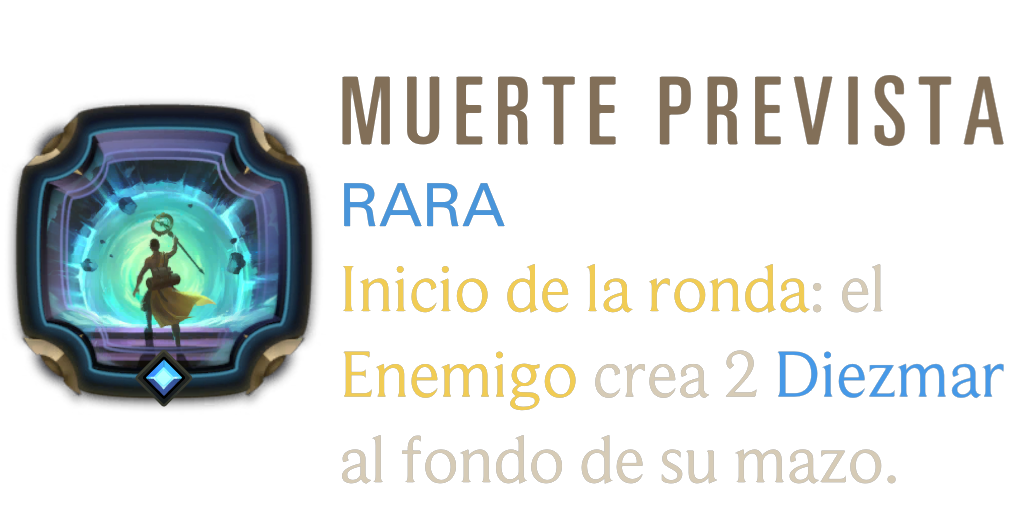 MUERTE PREVISTA
RARA
Inicio de la ronda: el
Enemigo crea 2 Diezmar
al fondo de su mazo.